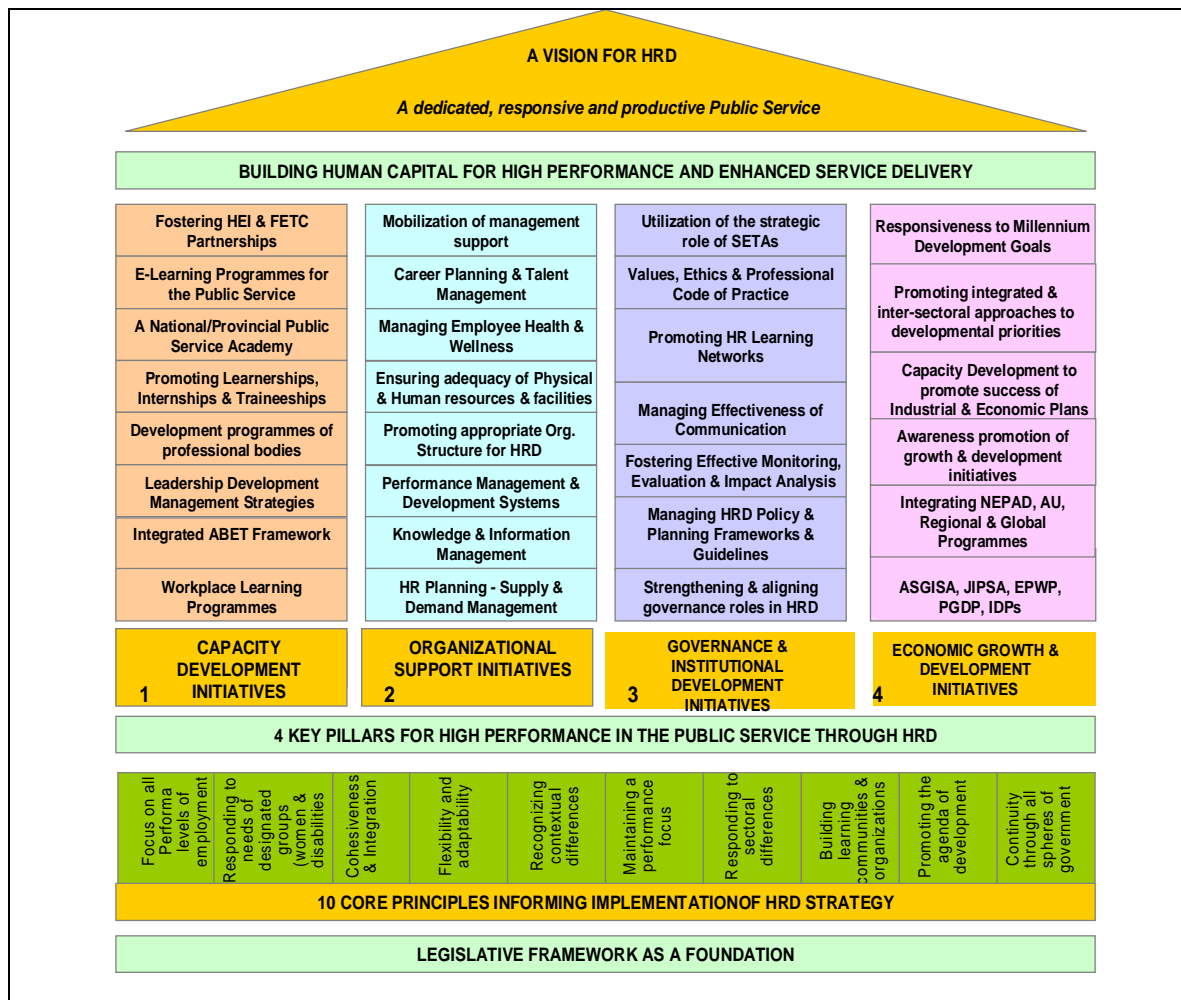 A VISION FOR HRD
A dedicated, responsive and productive Public Service
BUILDING HUMAN CAPITAL FOR HIGH PERFORMANCE AND ENHANCED SERVICE DELIVERY
Fostering HEI & FETC
Partnerships
E-Learning Programmes for
the Public Service
A National/Provincial Public
Service Academy
Promoting Learnerships,
Internships & Traineeships
Development programmes of
professional bodies
Leadership Development
Management Strategies
Integrated ABET Framework
Workplace Learning
Programmes
Mobilization of management
support
Career Planning & Talent
Management
Managing Employee Health &
Wellness
Ensuring adequacy of Physical
& Human resources & facilities
Promoting appropriate Org.
Structure for HRD
Performance Management &
Development Systems
Knowledge & Information
Management
HR Planning - Supply &
Demand Management
Utilization of the strategic
role of SETAs
Values, Ethics & Professional
Code of Practice
Promoting HR Learning
Networks
Managing Effectiveness of
Communication
Fostering Effective Monitoring,
Evaluation & Impact Analysis
Managing HRD Policy &
Planning Frameworks &
Guidelines
Strengthening & aligning
governance roles in HRD
Responsiveness to Millennium
Development Goals
Promoting integrated &
inter-sectoral approaches to
developmental priorities
Capacity Development to
promote success of
Industrial & Economic Plans
Awareness promotion of
growth & development
initiatives
Integrating NEPAD, AU,
Regional & Global
Programmes
ASGISA, JIPSA, EPWP,
PGDP, IDPs
CAPACITY
DEVELOPMENT
INITIATIVES
1
ORGANIZATIONAL
SUPPORT INITIATIVES
2
GOVERNANCE &
INSTITUTIONAL
DEVELOPMENT
INITIATIVES
3
ECONOMIC GROWTH &
DEVELOPMENT
INITIATIVES
4
4 KEY PILLARS FOR HIGH PERFORMANCE IN THE PUBLIC SERVICE THROUGH HRD
Focus on all
Performa
levels of
employment
Responding to
needs of
designated
groups
(women &
disabilities
Cohesiveness
& Integration
Flexibility and
adaptability
Recognizing
contextual
differences
Maintaining a
performance
focus
Responding to
sectoral
differences
Building
learning
communities &
organizations
Promoting the
agenda of
development
Continuity
through all
spheres of
government
10 CORE PRINCIPLES INFORMING IMPLEMENTATIONOF HRD STRATEGY
LEGISLATIVE FRAMEWORK AS A FOUNDATION